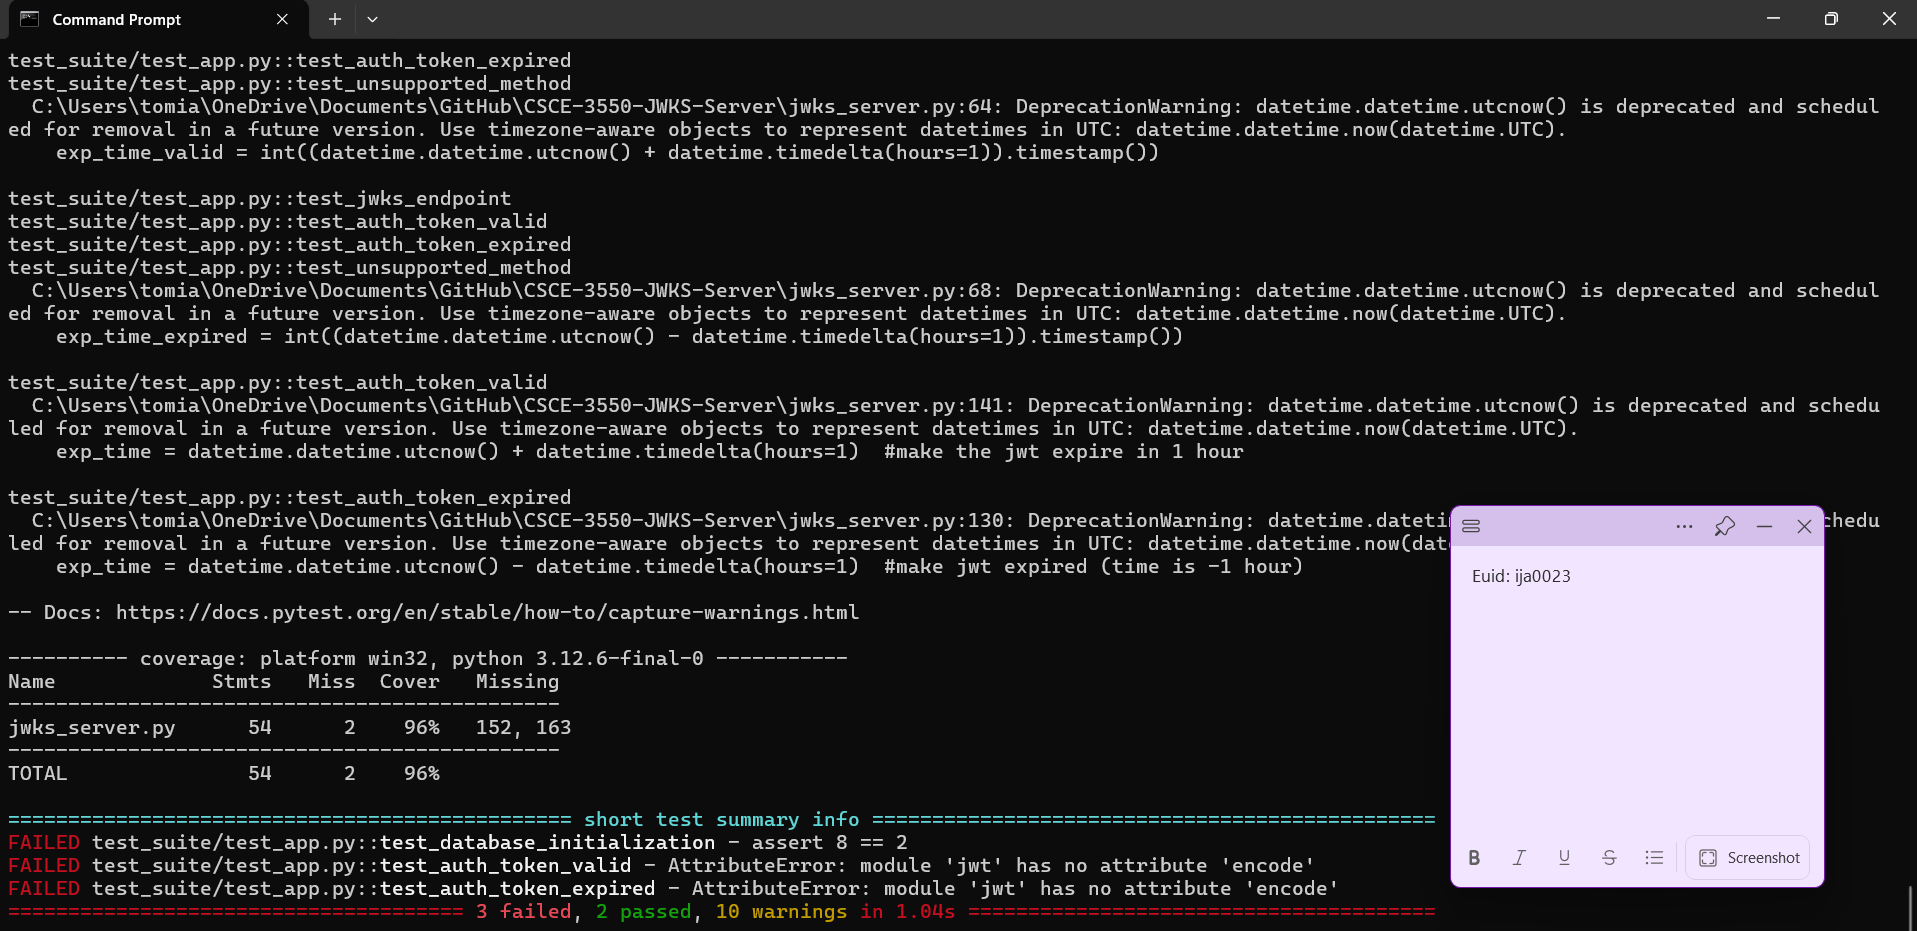 Command Prompt
test_suite/test_app.py::test_auth_token_expired
test_suite/test_app.py::test_unsupported_method
  C:\Users\tomia\OneDrive\Documents\GitHub\CSCE-3550-JWKS-Server\jwks_server.py:64: DeprecationWarning: datetime.datetime.utcnow() is deprecated and schedul
ed for removal in a future version. Use timezone-aware objects to represent datetimes in UTC: datetime.datetime.now(datetime.UTC).
    exp_time_valid = int((datetime.datetime.utcnow() + datetime.timedelta(hours=1)).timestamp())
test_suite/test_app.py::test_jwks_endpoint
test_suite/test_app.py::test_auth_token_valid
test_suite/test_app.py::test_auth_token_expired
test_suite/test_app.py::test_unsupported_method
  C:\Users\tomia\OneDrive\Documents\GitHub\CSCE-3550-JWKS-Server\jwks_server.py:68: DeprecationWarning: datetime.datetime.utcnow() is deprecated and schedul
ed for removal in a future version. Use timezone-aware objects to represent datetimes in UTC: datetime.datetime.now(datetime.UTC).
    exp_time_expired = int((datetime.datetime.utcnow() - datetime.timedelta(hours=1)).timestamp())
test_suite/test_app.py::test_auth_token_valid
  C:\Users\tomia\OneDrive\Documents\GitHub\CSCE-3550-JWKS-Server\jwks_server.py:141: DeprecationWarning: datetime.datetime.utcnow() is deprecated and schedu
led for removal in a future version. Use timezone-aware objects to represent datetimes in UTC: datetime.datetime.now(datetime.UTC).
    exp_time = datetime.datetime.utcnow() + datetime.timedelta(hours=1)  #make the jwt expire in 1 hour
test_suite/test_app.py::test_auth_token_expired
  C:\Users\tomia\OneDrive\Documents\GitHub\CSCE-3550-JWKS-Server\jwks_server.py:130: DeprecationWarning: datetime.dateti chedu
led for removal in a future version. Use timezone-aware objects to represent datetimes in UTC: datetime.datetime.now(dat
    exp_time = datetime.datetime.utcnow() - datetime.timedelta(hours=1)  #make jwt expired (time is -1 hour)
-- Docs: https://docs.pytest.org/en/stable/how-to/capture-warnings.html
---------- coverage: platform win32, python 3.12.6-final-0 -----------
Name             Stmts   Miss  Cover   Missing
----------------------------------------------
jwks_server.py      54      2    96%   152, 163
----------------------------------------------
TOTAL               54      2    96%
=============================================== short test summary info ===============================================
FAILED test_suite/test_app.py::test_database_initialization - assert 8 == 2
FAILED test_suite/test_app.py::test_auth_token_valid - AttributeError: module 'jwt' has no attribute 'encode'
FAILED test_suite/test_app.py::test_auth_token_expired - AttributeError: module 'jwt' has no attribute 'encode'
====================================== 3 failed, 2 passed, 10 warnings in 1.04s =======================================
Euid: ija0023
B I U S Screenshot